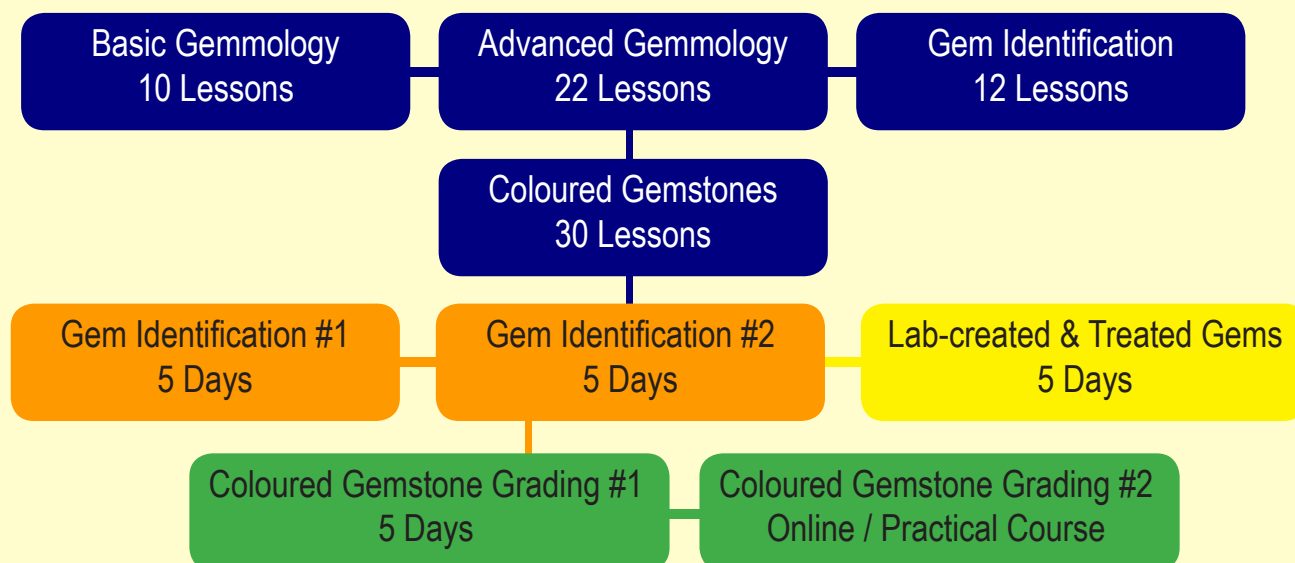 Basic Gemmology
10 Lessons
Advanced Gemmology
22 Lessons
Gem Identification
12 Lessons
Coloured Gemstones
30 Lessons
Gem Identification #1
5 Days
Gem Identification #2
5 Days
Lab-created & Treated Gems
5 Days
Coloured Gemstone Grading #1
5 Days
Coloured Gemstone Grading #2
Online / Practical Course